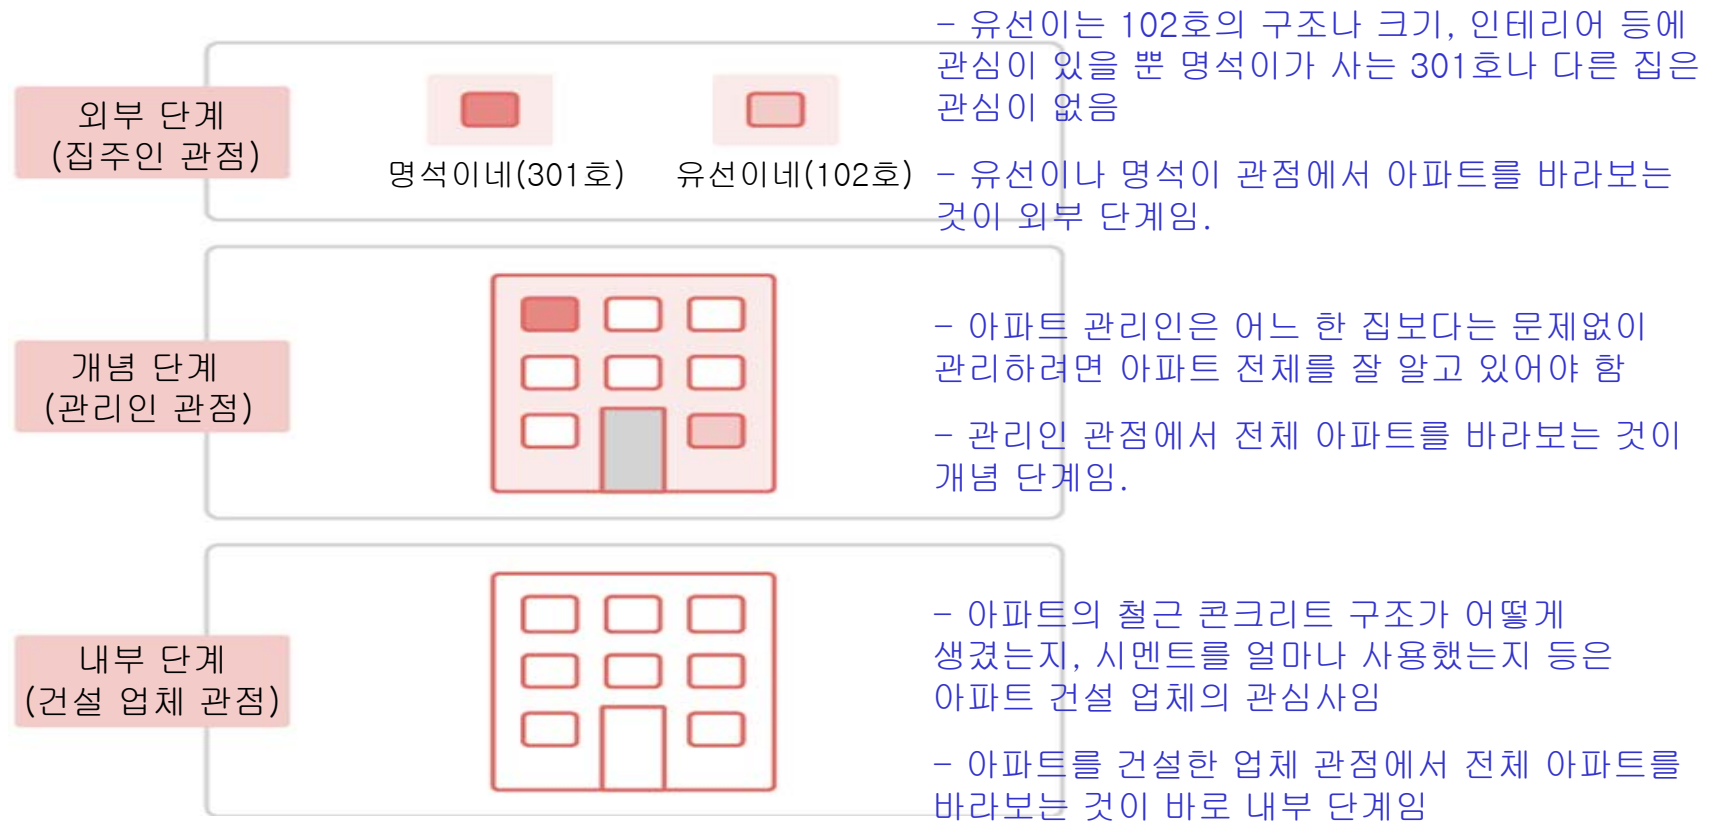 외부 단계
(집주인 관점)
명석이네(301호)
유선이네(102호)
- 유선이는 102호의 구조나 크기, 인테리어 등에
관심이 있을 뿐 명석이가 사는 301호나 다른 집은
관심이 없음
- 유선이나 명석이 관점에서 아파트를 바라보는
것이 외부 단계임.
개념 단계
(관리인 관점)
- 아파트 관리인은 어느 한 집보다는 문제없이
관리하려면 아파트 전체를 잘 알고 있어야 함
- 관리인 관점에서 전체 아파트를 바라보는 것이
개념 단계임.
내부 단계
(건설 업체 관점)
- 아파트의 철근 콘크리트 구조가 어떻게
생겼는지, 시멘트를 얼마나 사용했는지 등은
아파트 건설 업체의 관심사임
- 아파트를 건설한 업체 관점에서 전체 아파트를
바라보는 것이 바로 내부 단계임